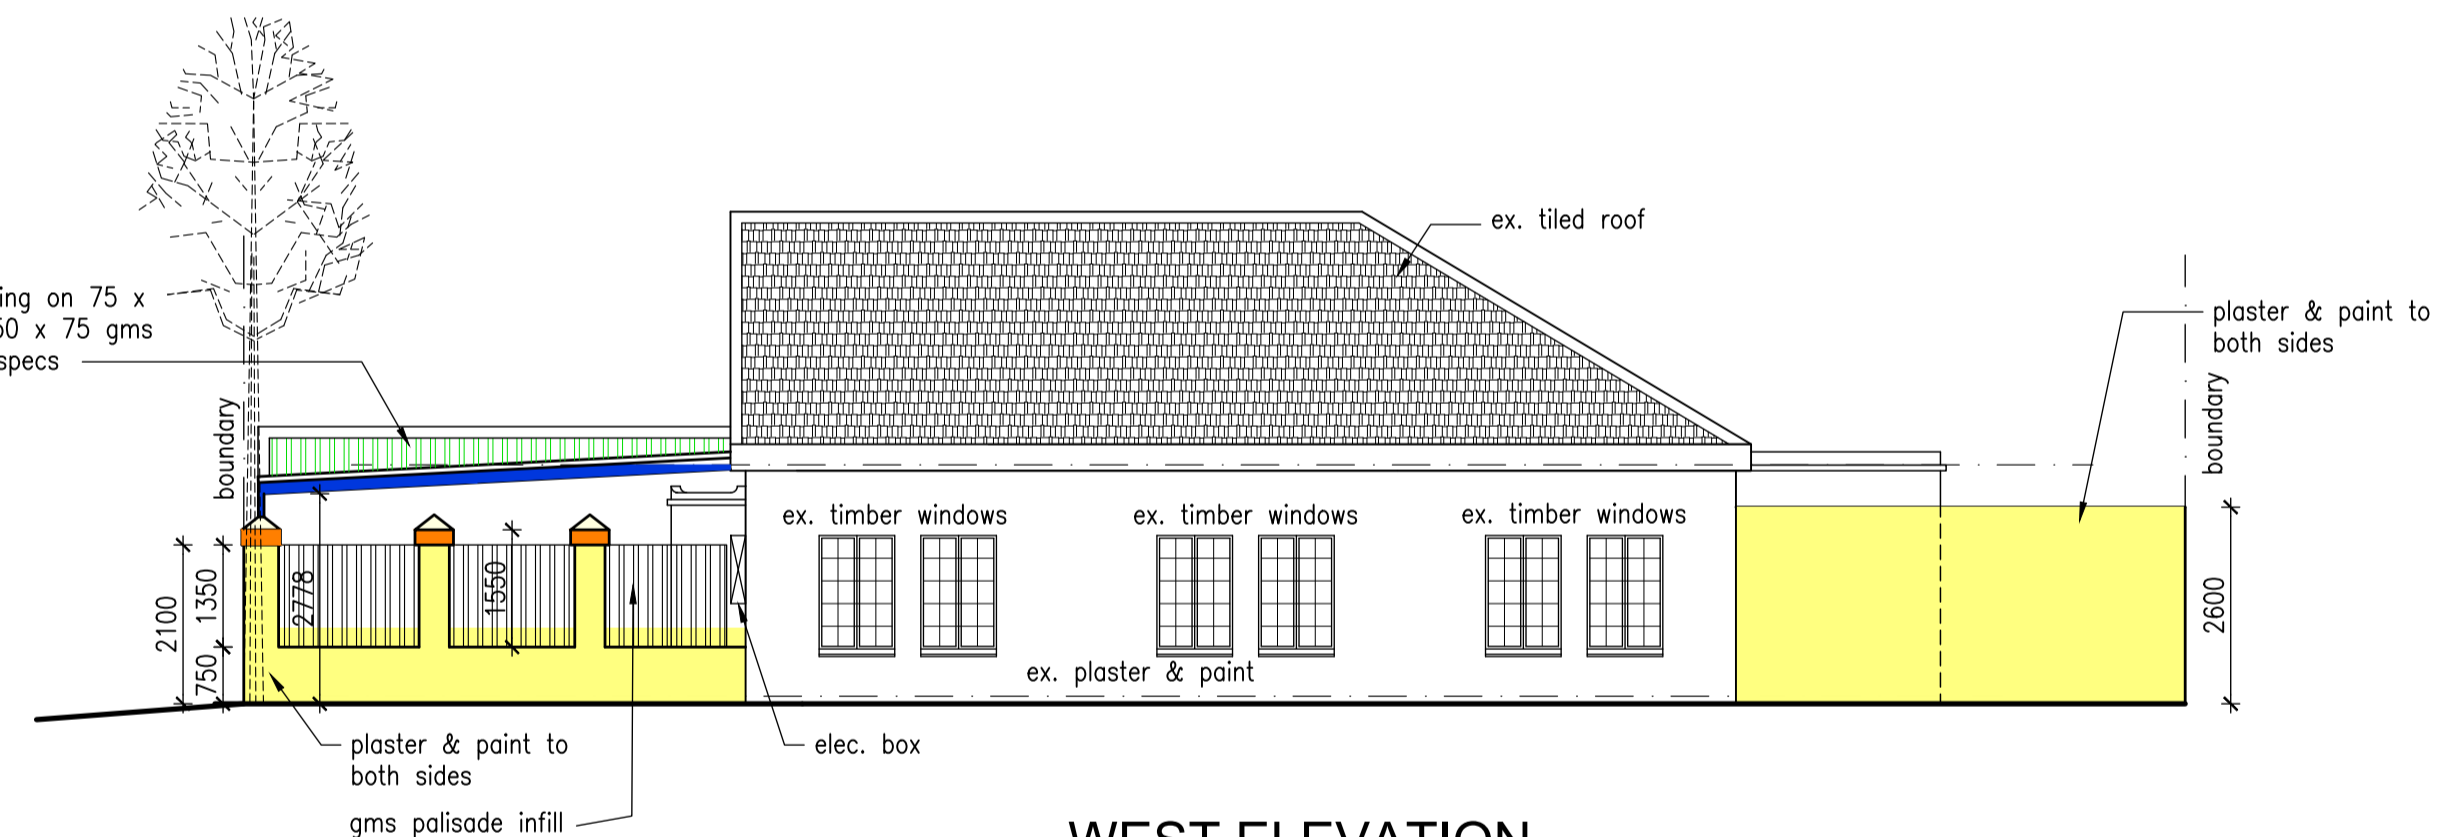 ex. tiled roof
ing on 75 x
50 x 75 gms
specs
plaster & paint to
both sides
boundary
boundary
ex. timber windows
ex. timber windows
ex. timber windows
2100
1350
750
2778
1550
2600
ex. plaster & paint
plaster & paint to
both sides
elec. box
gms palisade infill
WEST ELEVATION